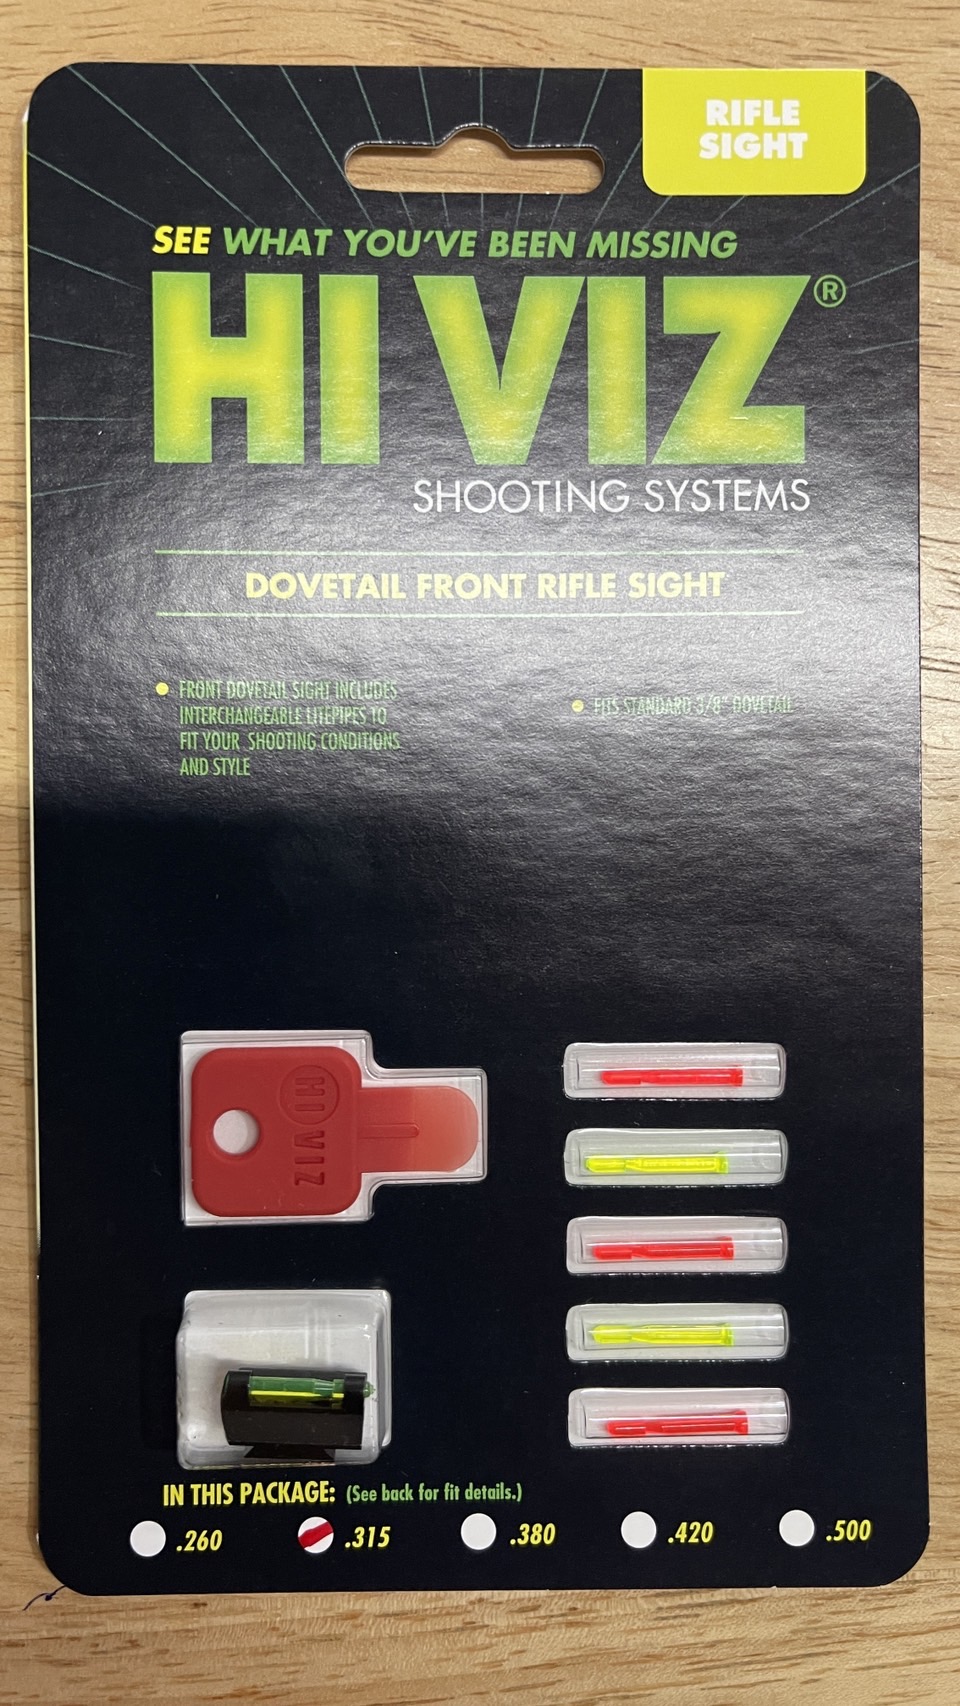 RIFLE
SIGHT
SEE WHAT YOU'VE BEEN MISSING
HI VIZ®
SHOOTING SYSTEMS
DOVETAIL FRONT RIFLE SIGHT
FRONT DOVETAIL SIGHT INCLUDES
INTERCHANGEABLE LITEPIPES TO
FIT YOUR SHOOTING CONDITIONS
AND STYLE
FITS STANDARD 3/8" DOVETAIL
HI VIZ
IN THIS PACKAGE: (See back for fit details.)
.260 .315 .380 .420 .500